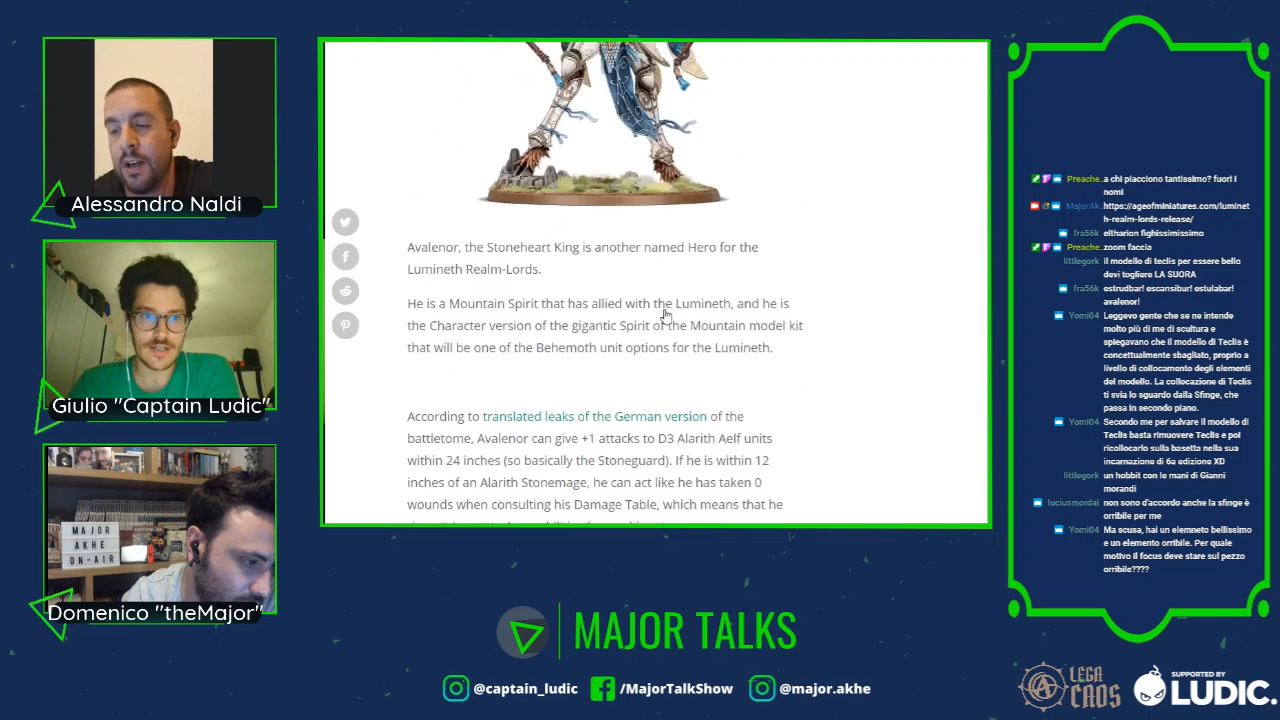 Alessandro Naldi
Giulio "Captain Ludic"
MAJOR
AKHE
ON-AIR
Domenico "theMajor"
Avalenor, the Stoneheart King is another named Hero for the
Lumineth Realm-Lords.
He is a Mountain Spirit that has allied with the Lumineth, and he is
the Character version of the gigantic Spirit of the Mountain model kit
that will be one of the Behemoth unit options for the Lumineth.
According to translated leaks of the German version of the
battletome, Avalenor can give +1 attacks to D3 Alarith Aelf units
within 24 inches (so basically the Stoneguard). If he is within 12
inches of an Alarith Stonemage, he can act like he has taken 0
wounds when consulting his Damage Table, which means that he
Preache.. a chi piacciono tantissimo? fuori i
nomi
MajorAk https://ageofminiatures.com/luminet
h-realm-lords-release/
fra56k eltharion fighissimissimo
Preache.. zoom faccia
littlegork il modello di teclis per essere bello
devi togliere LA SUORA
fra56k estrudbar! escansibur! estulabar!
avalenor!
Yomi04 Leggevo gente che se ne intende
molto più di me di scultura e
spiegavano che il modello di Teclis è
concettualmente sbagliato, proprio a
livello di collocamento degli elementi
del modello. La collocazione di Teclis
ti svia lo sguardo dalla Sfinge, che
passa in secondo piano.
Yomi04 Secondo me per salvare il modello di
Teclis basta rimuovere Teclis e poi
ricollocarlo sulla basetta nella sua
incarnazione di 6a edizione XD
littlegork un hobbit con le mani di Gianni
morandi
luciusmordai non sono d'accordo anche la sfinge è
orribile per me
Yomi04 Ma scusa, hai un elemneto bellissimo
e un elemento orribile. Per quale
motivo il focus deve stare sul pezzo
orribile????
MAJOR TALKS
@captain_ludic /MajorTalkShow @major.akhe
LEGA
CAOS
SUPPORTED BY
LUDIC.